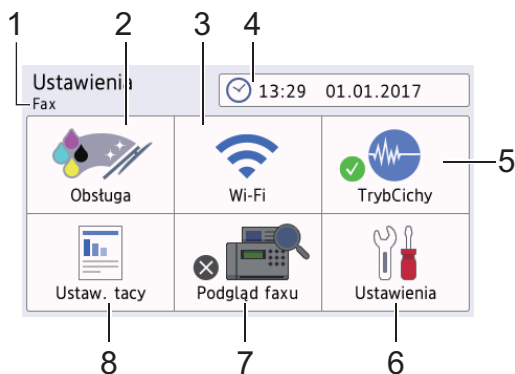 1 2 3 4
Ustawienia
Fax
13:29 01.01.2017
Obsługa Wi-Fi TrybCichy
5
Ustaw. tacy Podgląd faxu Ustawienia
8 7 6